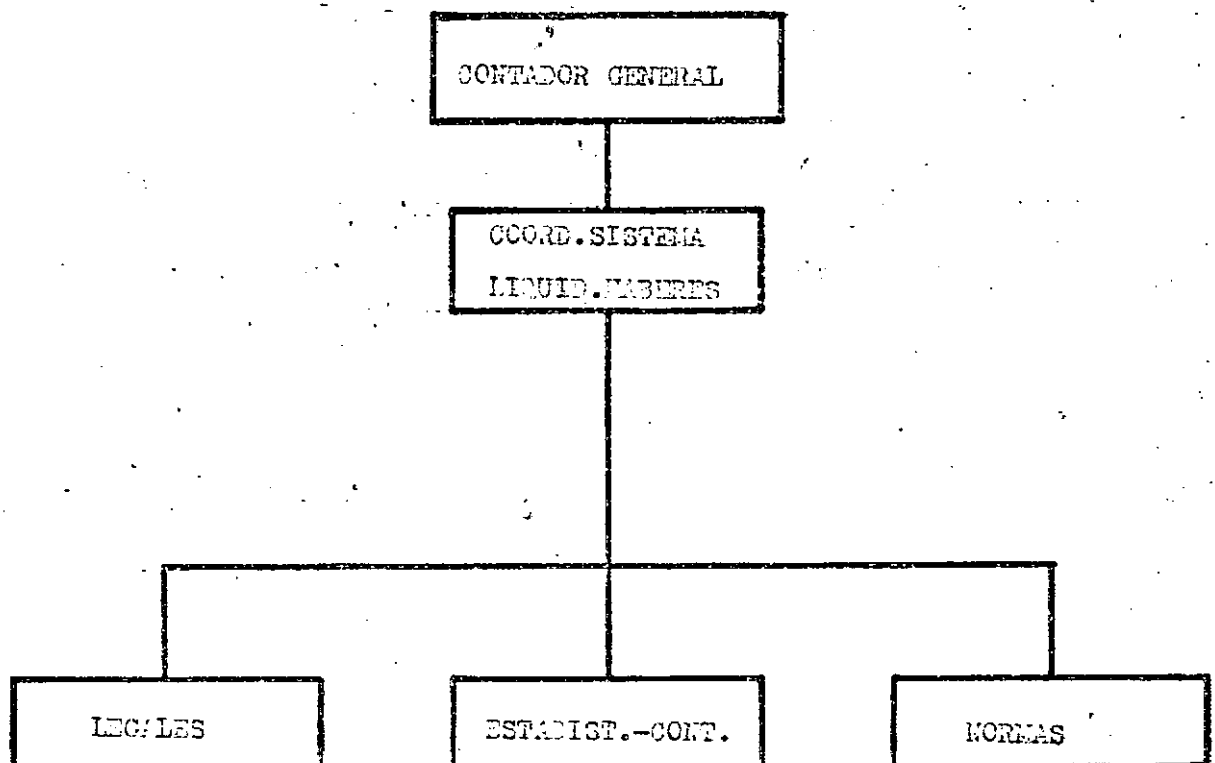 CONTADOR GENERAL
COORD.SISTEMA
LIQUID.HABERES
LEGALES
ESTADIST.-CONT.
NORMAS